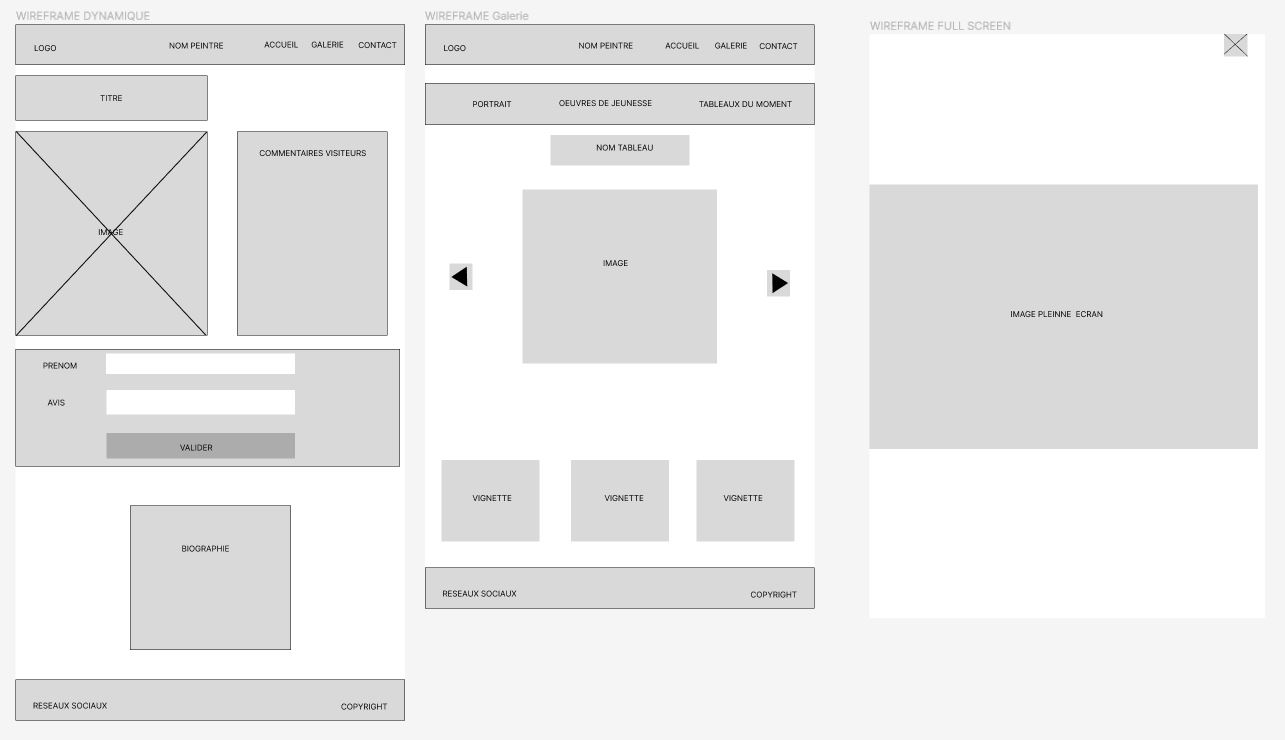 WIREFRAME DYNAMIQUE
LOGO
NOM PEINTRE
ACCUEIL
GALERIE
CONTACT
TITRE
IMAGE
COMMENTAIRES VISITEURS
PRENOM
AVIS
VALIDER
BIOGRAPHIE
RESEAUX SOCIAUX
COPYRIGHT
WIREFRAME Galerie
LOGO
NOM PEINTRE
ACCUEIL
GALERIE
CONTACT
PORTRAIT
OEUVRES DE JEUNESSE
TABLEAUX DU MOMENT
NOM TABLEAU
IMAGE
VIGNETTE
VIGNETTE
VIGNETTE
RESEAUX SOCIAUX
COPYRIGHT
WIREFRAME FULL SCREEN
IMAGE PLEINNE ECRAN